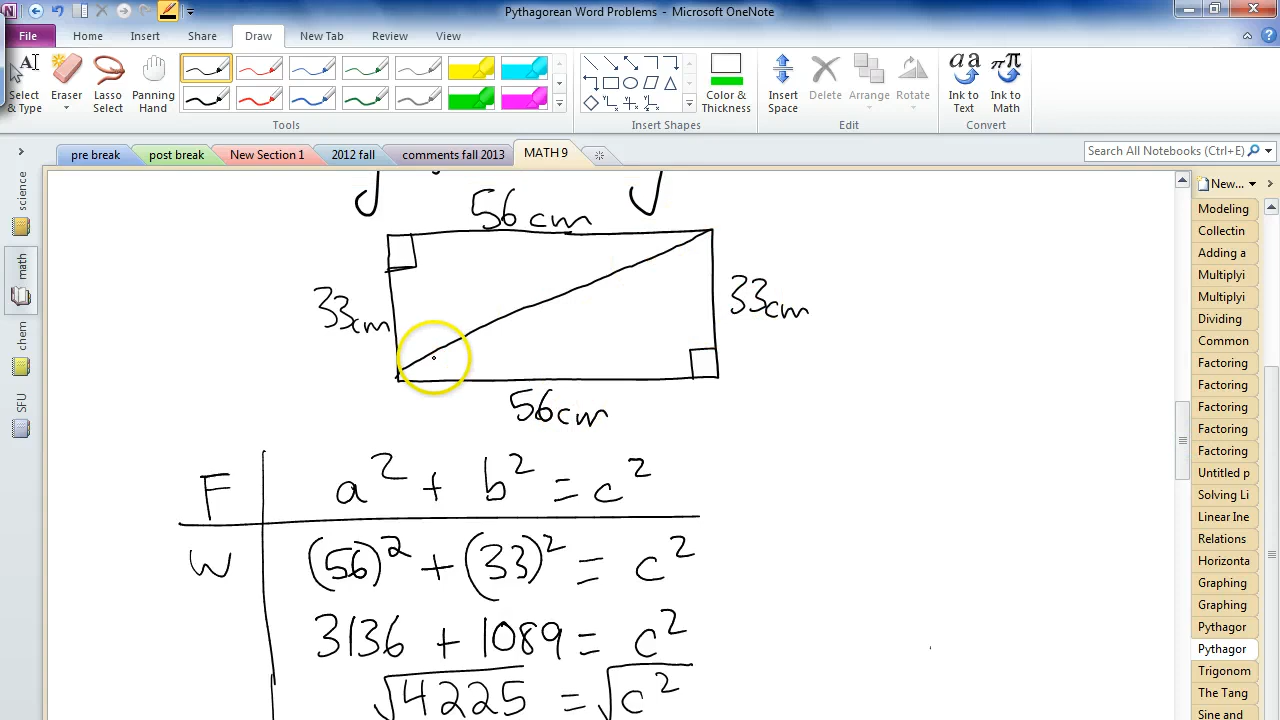 Pythagorean Word Problems - Microsoft OneNote
File Home Insert Share Draw New Tab Review View
Select & Type
Eraser
Lasso Select
Panning Hand
Color & Thickness
Insert Space
Delete
Arrange
Rotate
Ink to Text
Ink to Math
Tools Insert Shapes Edit Convert
pre break post break New Section 1 2012 fall comments fall 2013 MATH 9
Search All Notebooks (Ctrl+E)
science
math
chem
SFU
New...
Modeling
Collectin
Adding a
Multiplyi
Multiplyi
Dividing
Common
Factoring
Factoring
Factoring
Factoring
Factoring
Untitled p
Solving Li
Linear Ine
Relations
Horizonta
Graphing
Graphing
Pythagor
Pythagor
Trigonom
The Tang
Sine and
56cm
33cm
33cm
56cm
F a² + b² = c²
W (56)² + (33)² = c²
3136 + 1089 = c²
√4225 = √c²